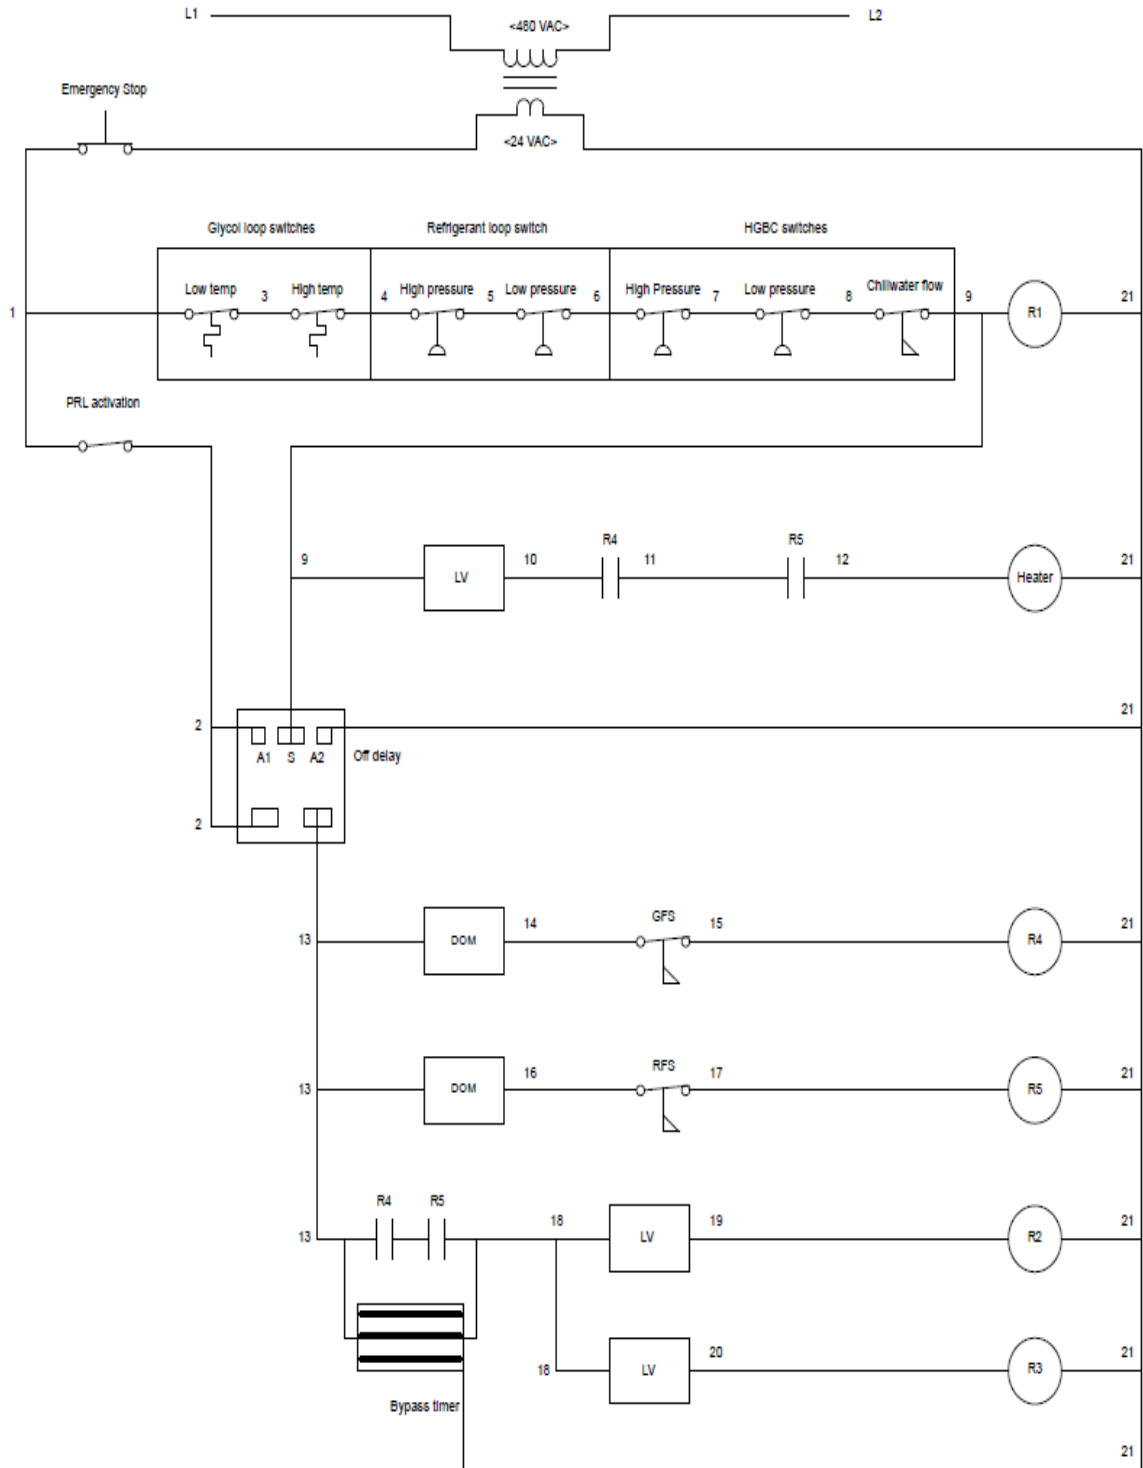 L1 <480 VAC> L2
Emergency Stop
<24 VAC>
Glycol loop switches Refrigerant loop switch HGBC switches
1 Low temp 3 High temp 4 High pressure 5 Low pressure 6 High Pressure 7 Low pressure 8 Chillwater flow 9 R1 21
PRL activation
R4 R5
9 LV 10 11 12 Heater 21
2 21
A1 S A2 Off delay
2
GFS
13 DOM 14 15 R4 21
RFS
13 DOM 16 17 R5 21
R4 R5
13 18 LV 19 R2 21
18 LV 20 R3 21
Bypass timer
21